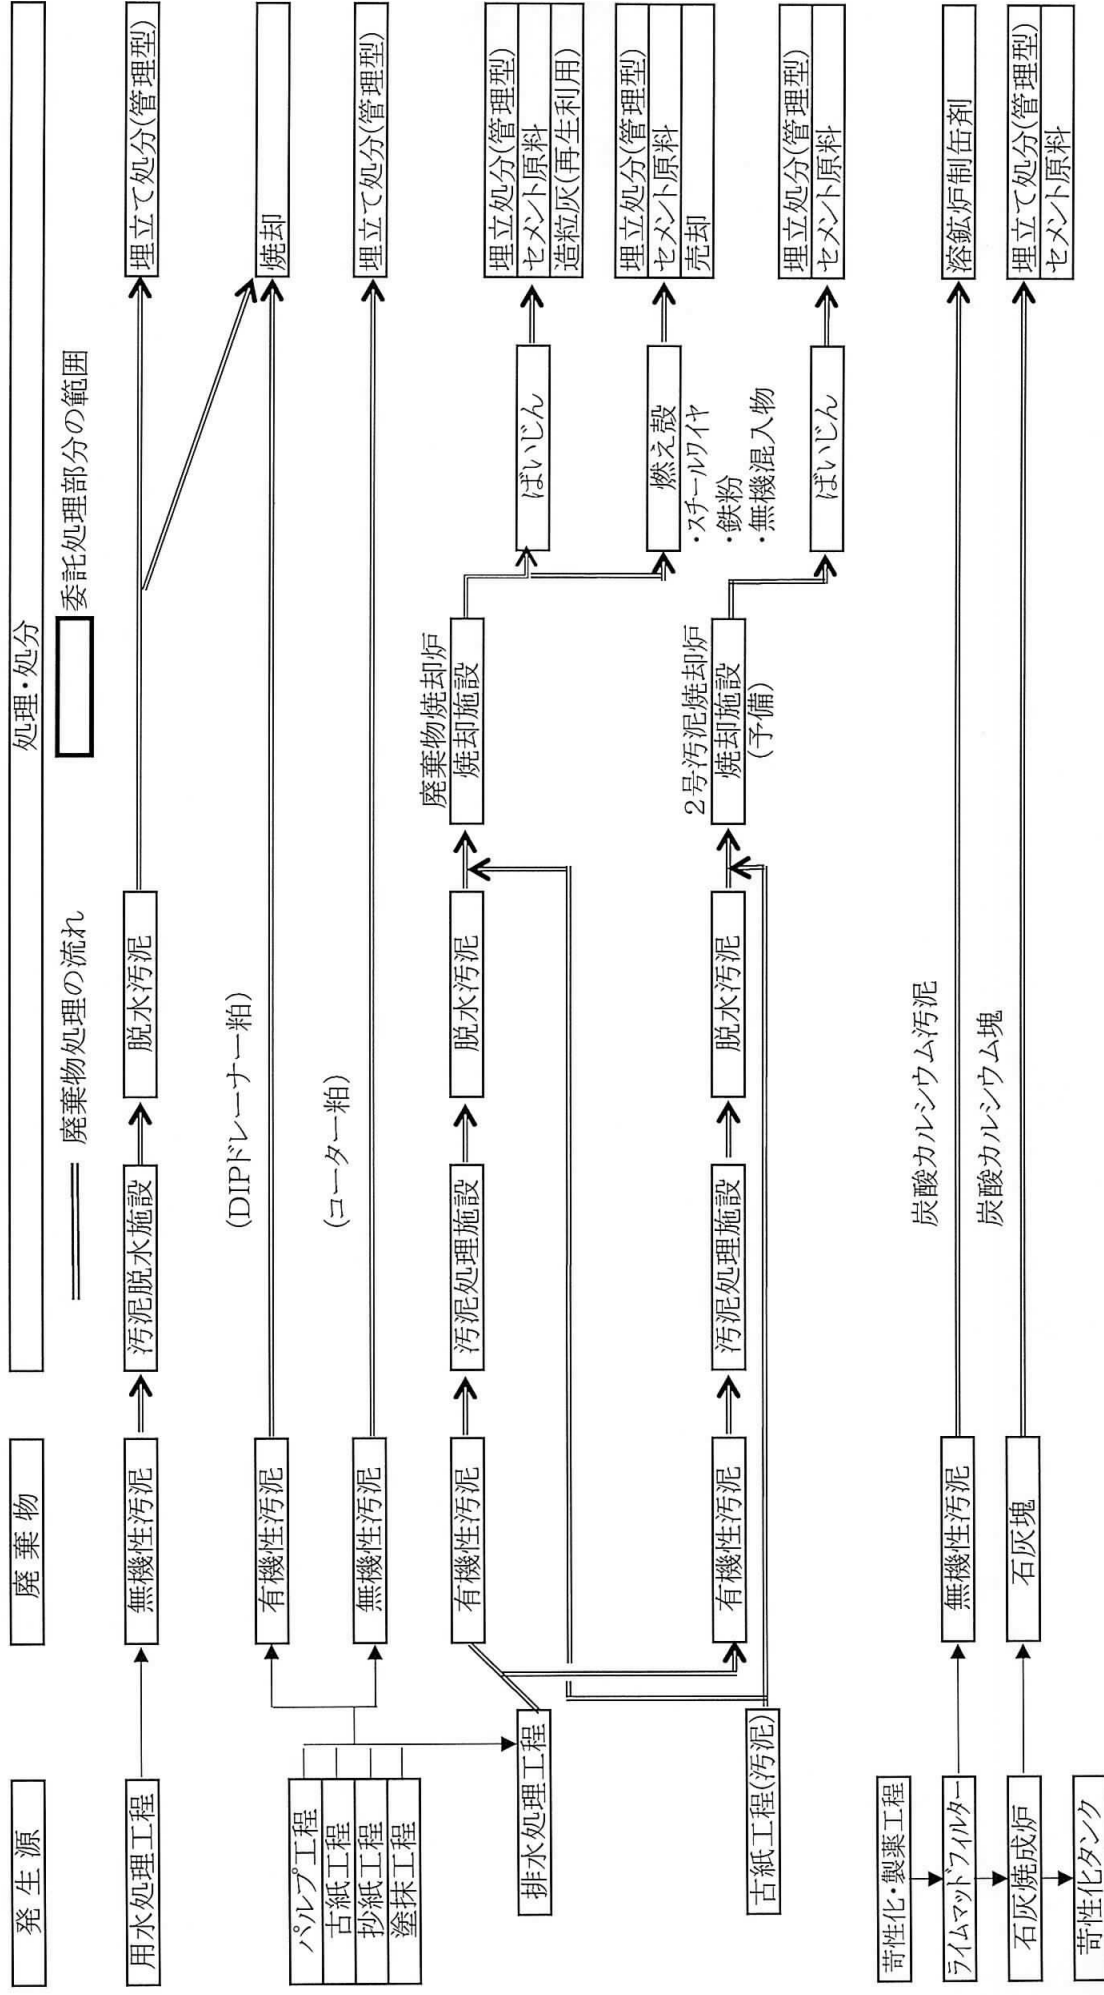 発生源
廃棄物
処理・処分
廃棄物処理の流れ
委託処理部分の範囲
用水処理工程
無機性汚泥
汚泥脱水施設
脱水汚泥
埋立て処分(管理型)
パルプ工程
古紙工程
抄紙工程
塗抹工程
有機性汚泥
(DIPドレーナー粕)
焼却
無機性汚泥
(コーター粕)
埋立て処分(管理型)
排水処理工程
有機性汚泥
汚泥処理施設
脱水汚泥
廃棄物焼却炉
焼却施設
ばいじん
埋立処分(管理型)
セメント原料
造粒灰(再生利用)
燃え殻
・スチールワイヤ
・鉄粉
・無機混入物
埋立処分(管理型)
セメント原料
売却
古紙工程(汚泥)
有機性汚泥
汚泥処理施設
脱水汚泥
2号汚泥焼却炉
焼却施設
(予備)
ばいじん
埋立処分(管理型)
セメント原料
苛性化・製薬工程
ライムマッドフィルター
無機性汚泥
炭酸カルシウム汚泥
溶鉱炉制缶剤
石灰焼成炉
石灰塊
炭酸カルシウム塊
埋立て処分(管理型)
セメント原料
苛性化タンク